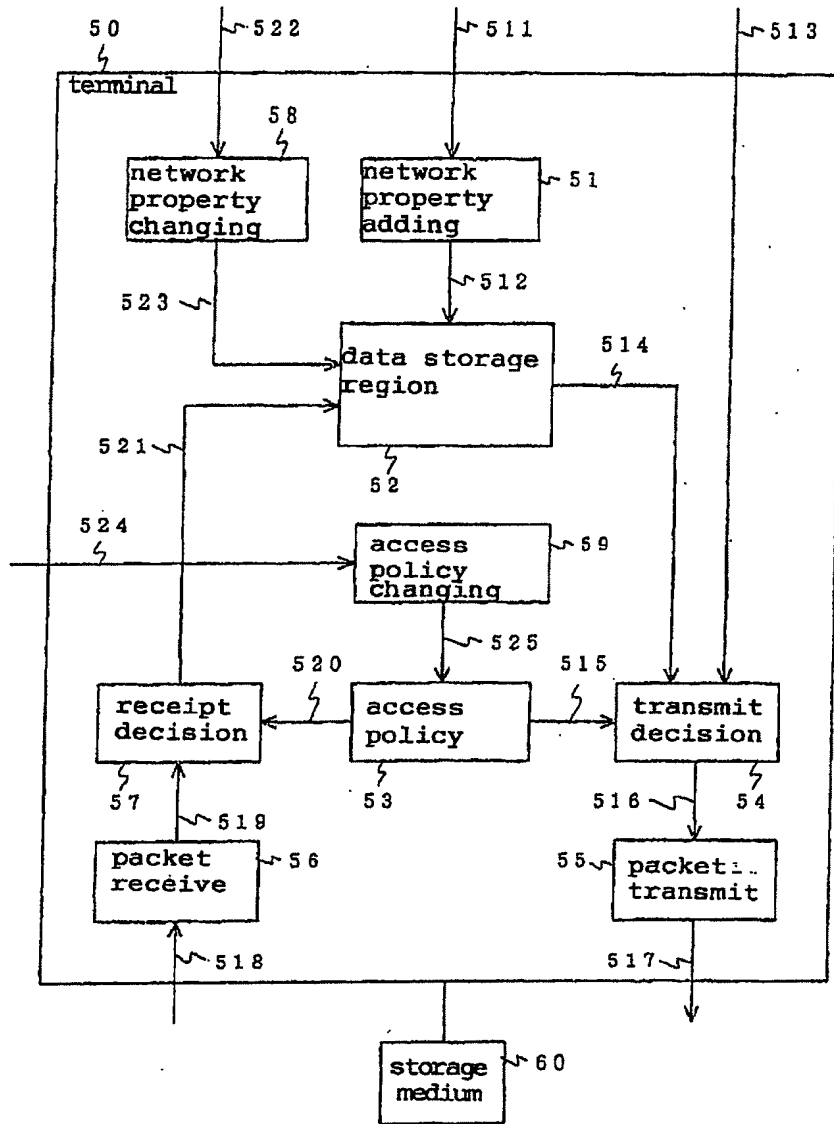 50
522
511
513
terminal
58
network
property
changing
network
property
adding
51
523
512
data storage
region
514
521
52
524
access
policy
changing
59
525
520
515
receipt
decision
access
policy
transmit
decision
57
53
516
54
519
packet
receive
56
55
packet
transmit
518
517
storage
medium
60